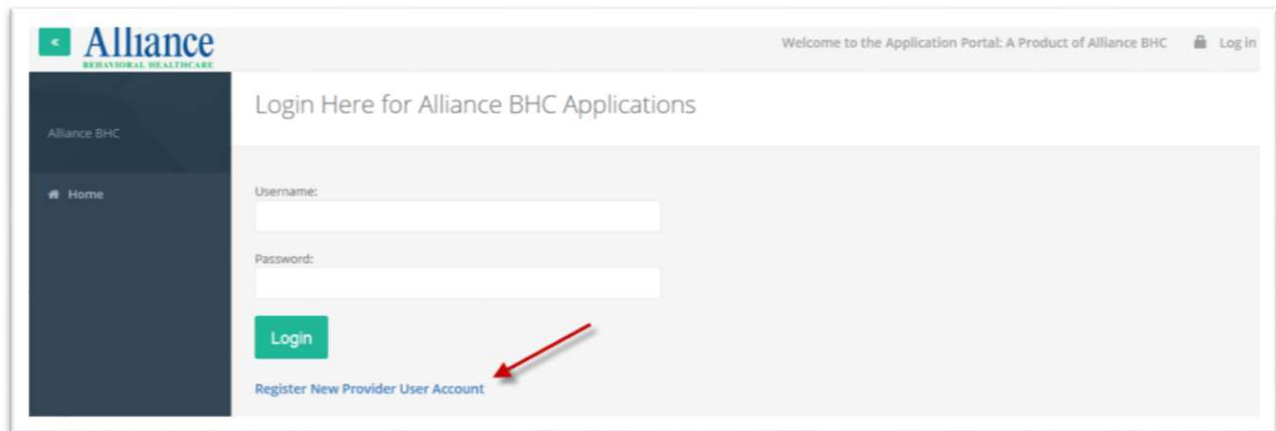 Alliance
BEHAVIORAL HEALTHCARE
Welcome to the Application Portal: A Product of Alliance BHC Log in
Login Here for Alliance BHC Applications
Alliance BHC
Home
Username:
Password:
Login
Register New Provider User Account